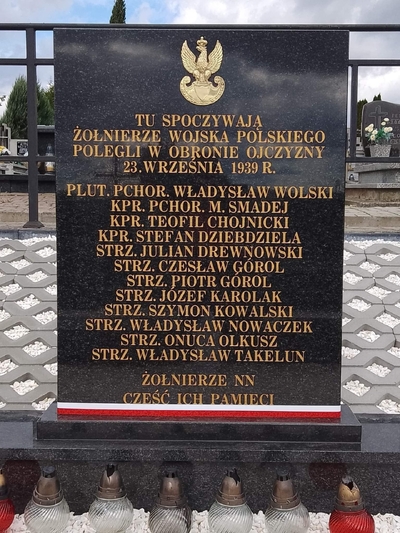 TU SPOCZYWAJĄ
ŻOŁNIERZE WOJSKA POLSKIEGO
POLEGLI W OBRONIE OJCZYZNY
23. WRZEŚNIA 1939 R.
PLUT. PCHOR. WŁADYSŁAW WOLSKI
KPR. PCHOR. M. SMADEJ
KPR. TEOFIL CHOJNICKI
KPR. STEFAN DZIEBDZIELA
STRZ. JULIAN DREWNOWSKI
STRZ. CZESŁAW GÓROL
STRZ. PIOTR GÓROL
STRZ. JÓZEF KAROLAK
STRZ. SZYMON KOWALSKI
STRZ. WŁADYSŁAW NOWACZEK
STRZ. ONUCA OLKUSZ
STRZ. WŁADYSŁAW TAKELUN
ŻOŁNIERZE NN
CZEŚĆ ICH PAMIĘCI